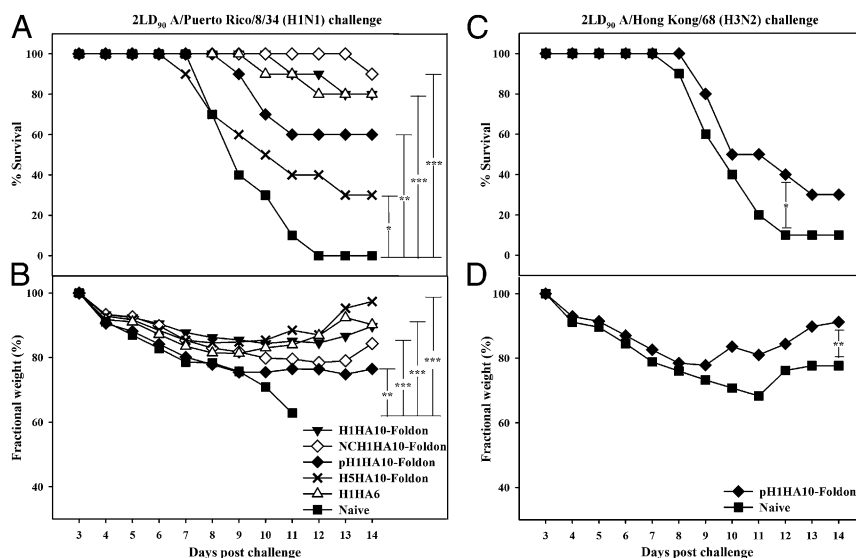 A
2LD90 A/Puerto Rico/8/34 (H1N1) challenge
% Survival
100
80
60
40
20
0
*
**
***
***
B
Fractional weight (%)
100
80
60
40
**
***
***
***
H1HA10-Foldon
NCH1HA10-Foldon
pH1HA10-Foldon
H5HA10-Foldon
H1HA6
Naive
3 4 5 6 7 8 9 10 11 12 13 14
Days post challenge
C
2LD90 A/Hong Kong/68 (H3N2) challenge
% Survival
100
80
60
40
20
0
*
D
Fractional weight (%)
100
80
60
40
**
pH1HA10-Foldon
Naive
3 4 5 6 7 8 9 10 11 12 13 14
Days post challenge